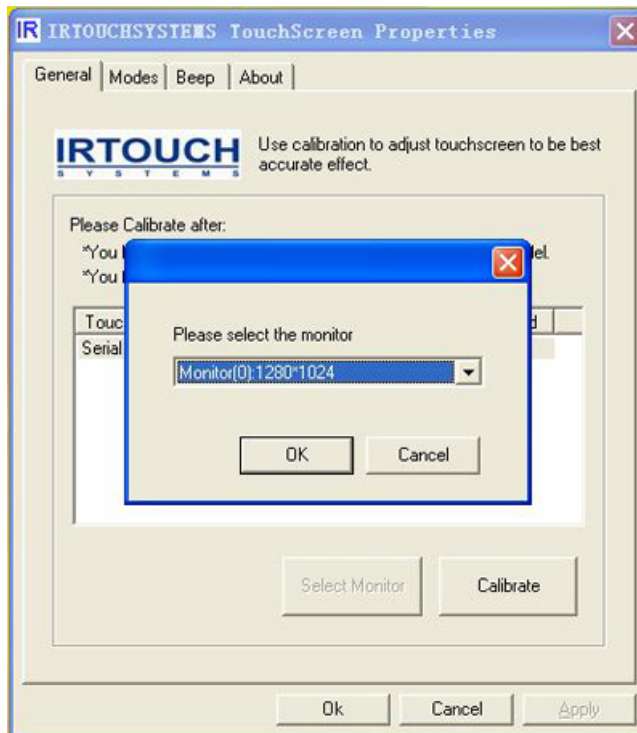 IR IRTOUCHSYSTEMS TouchScreen Properties
General Modes Beep About
IRTOUCH
SYSTEMS
Use calibration to adjust touchscreen to be best
accurate effect.
Please Calibrate after:
*You
*You
Serial
Please select the monitor
Monitor(0):1280*1024
OK Cancel
Select Monitor Calibrate
Ok Cancel Apply